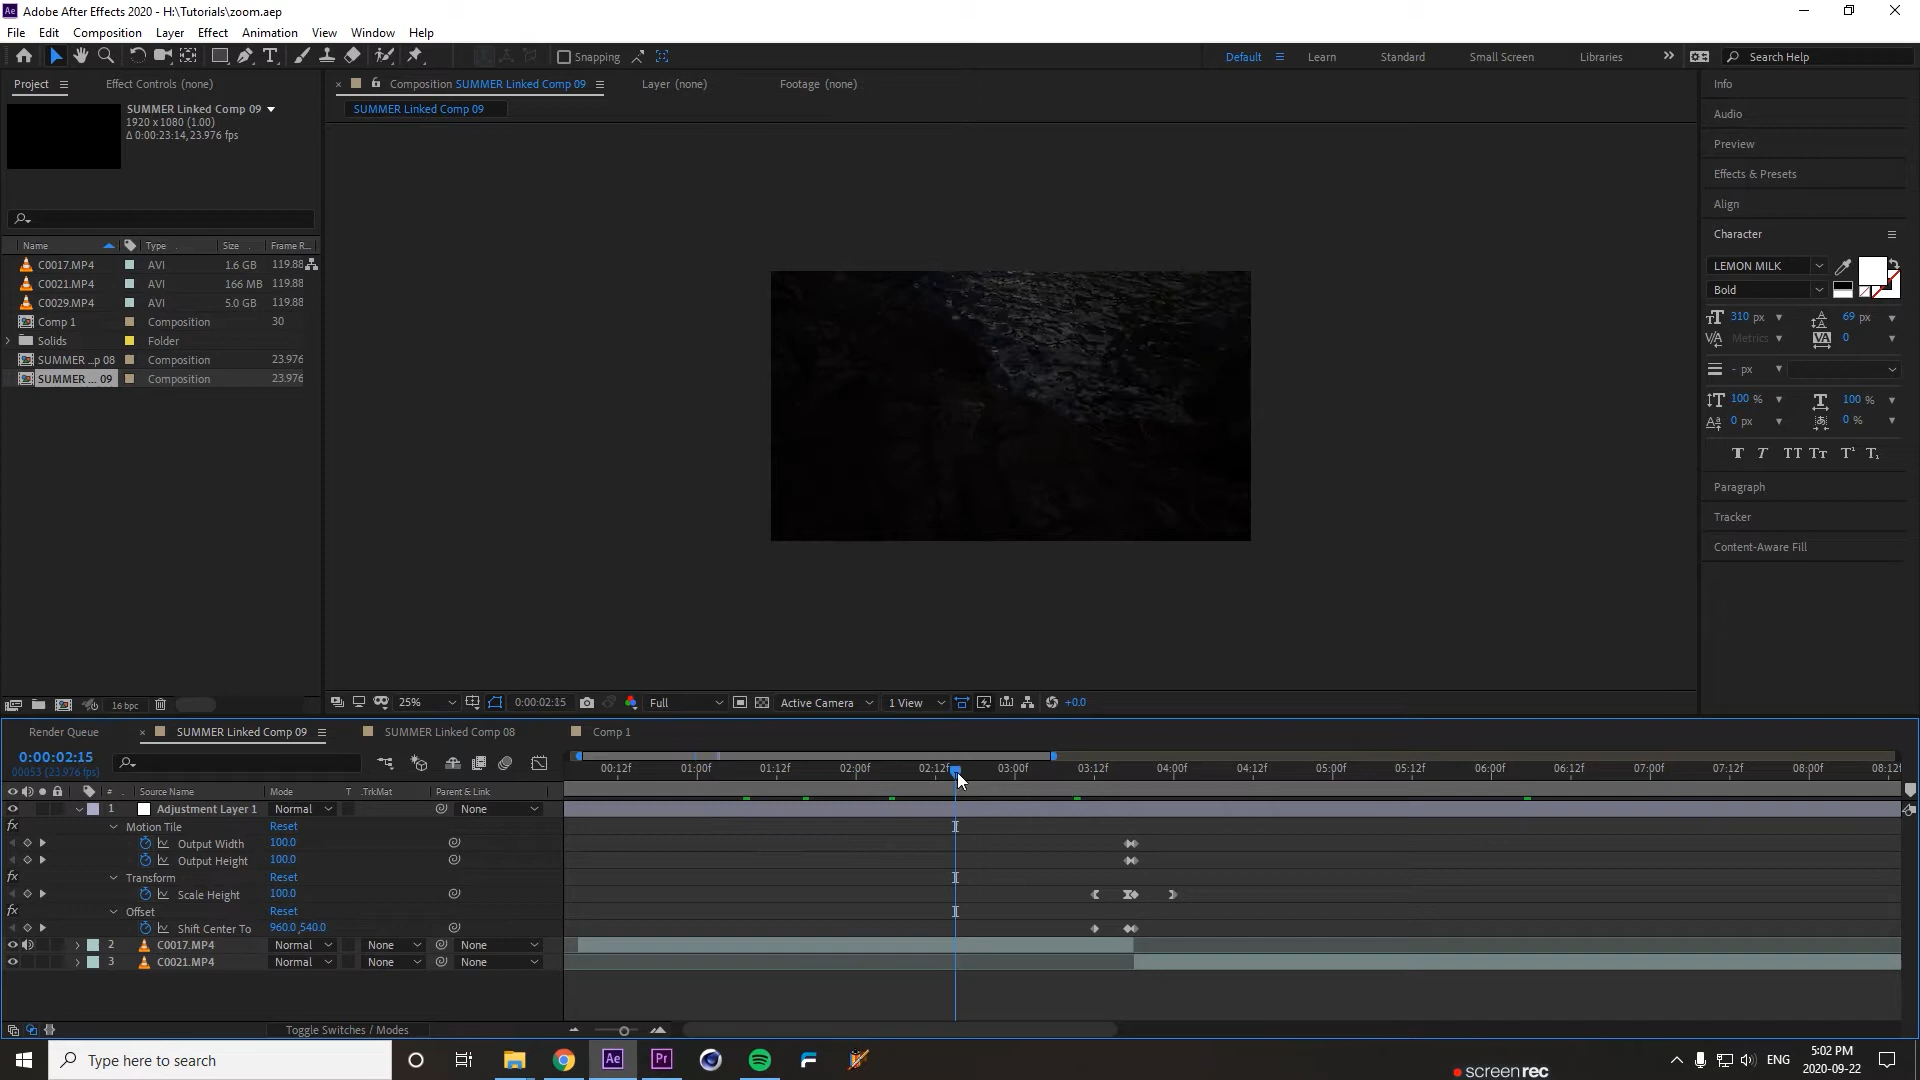 Adobe After Effects 2020 - H:\Tutorials\zoom.aep
File Edit Composition Layer Effect Animation View Window Help
Snapping Default Learn Standard Small Screen Libraries Search Help
Project Effect Controls (none)
SUMMER Linked Comp 09
1920 x 1080 (1.00)
Δ 0:00:23:14, 23.976 fps
Name Type Size Frame R...
C0017.MP4 AVI 1.6 GB 119.88
C0021.MP4 AVI 166 MB 119.88
C0029.MP4 AVI 5.0 GB 119.88
Comp 1 Composition 30
Solids Folder
SUMMER ...p 08 Composition 23.976
SUMMER ... 09 Composition 23.976
16 bpc
Composition SUMMER Linked Comp 09 Layer (none) Footage (none)
SUMMER Linked Comp 09
25% 0:00:02:15 Full Active Camera 1 View +0.0
Info
Audio
Preview
Effects & Presets
Align
Character
LEMON MILK
Bold
310 px 69 px
Metrics 0
- px
100 % 100 %
0 px 0 %
T T TT Tt T¹ T₁
Paragraph
Tracker
Content-Aware Fill
Render Queue SUMMER Linked Comp 09 SUMMER Linked Comp 08 Comp 1
0:00:02:15
00053 (23.976 fps)
00:12f 01:00f 01:12f 02:00f 02:12f 03:00f 03:12f 04:00f 04:12f 05:00f 05:12f 06:00f 06:12f 07:00f 07:12f 08:00f 08:12f
# Source Name Mode T .TrkMat Parent & Link
1 Adjustment Layer 1 Normal None
fx Motion Tile Reset
Output Width 100.0
Output Height 100.0
fx Transform Reset
Scale Height 100.0
fx Offset Reset
Shift Center To 960.0,540.0
2 C0017.MP4 Normal None None
3 C0021.MP4 Normal None None
Toggle Switches / Modes
Type here to search
Ae Pr
ENG
5:02 PM
2020-09-22
screenrec